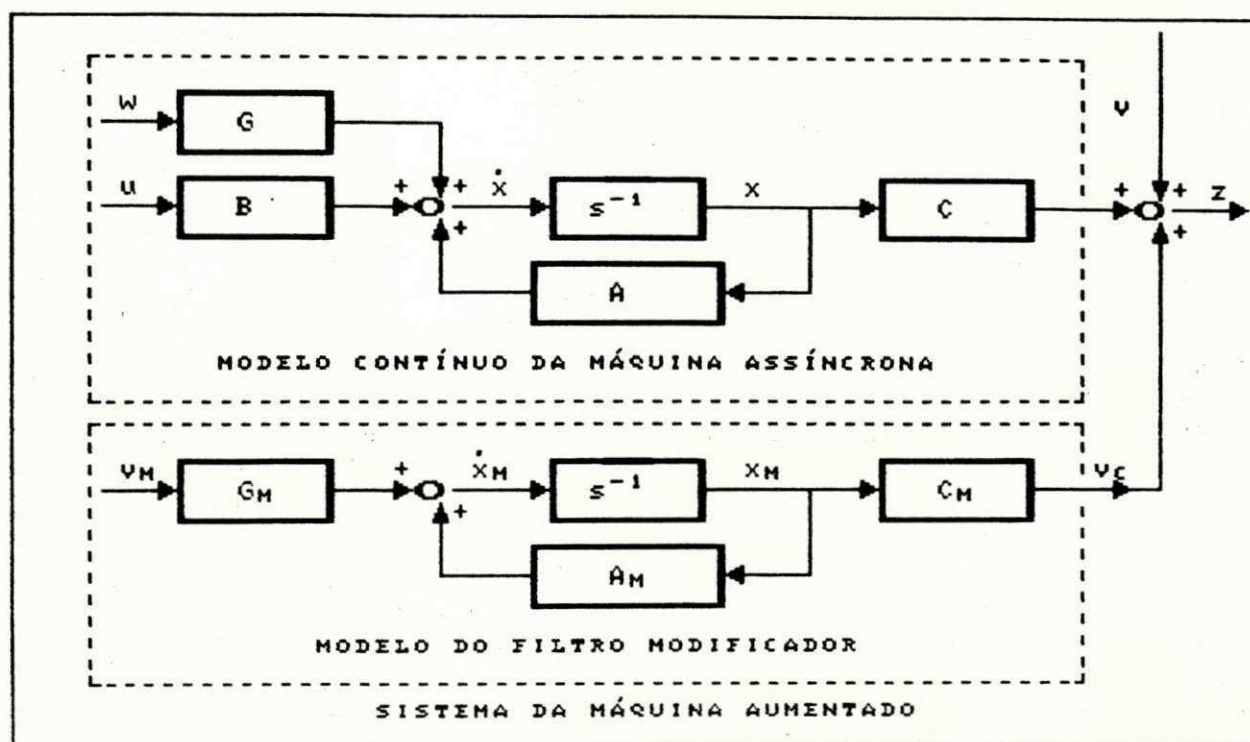 W
G
V
u
B
+
+
+
ẋ
s⁻¹
x
C
+
+
+
z
A
MODELO CONTÍNUO DA MÁQUINA ASSÍNCRONA
VM
GM
+
+
ẋM
s⁻¹
xM
CM
VC
AM
MODELO DO FILTRO MODIFICADOR
SISTEMA DA MÁQUINA AUMENTADO